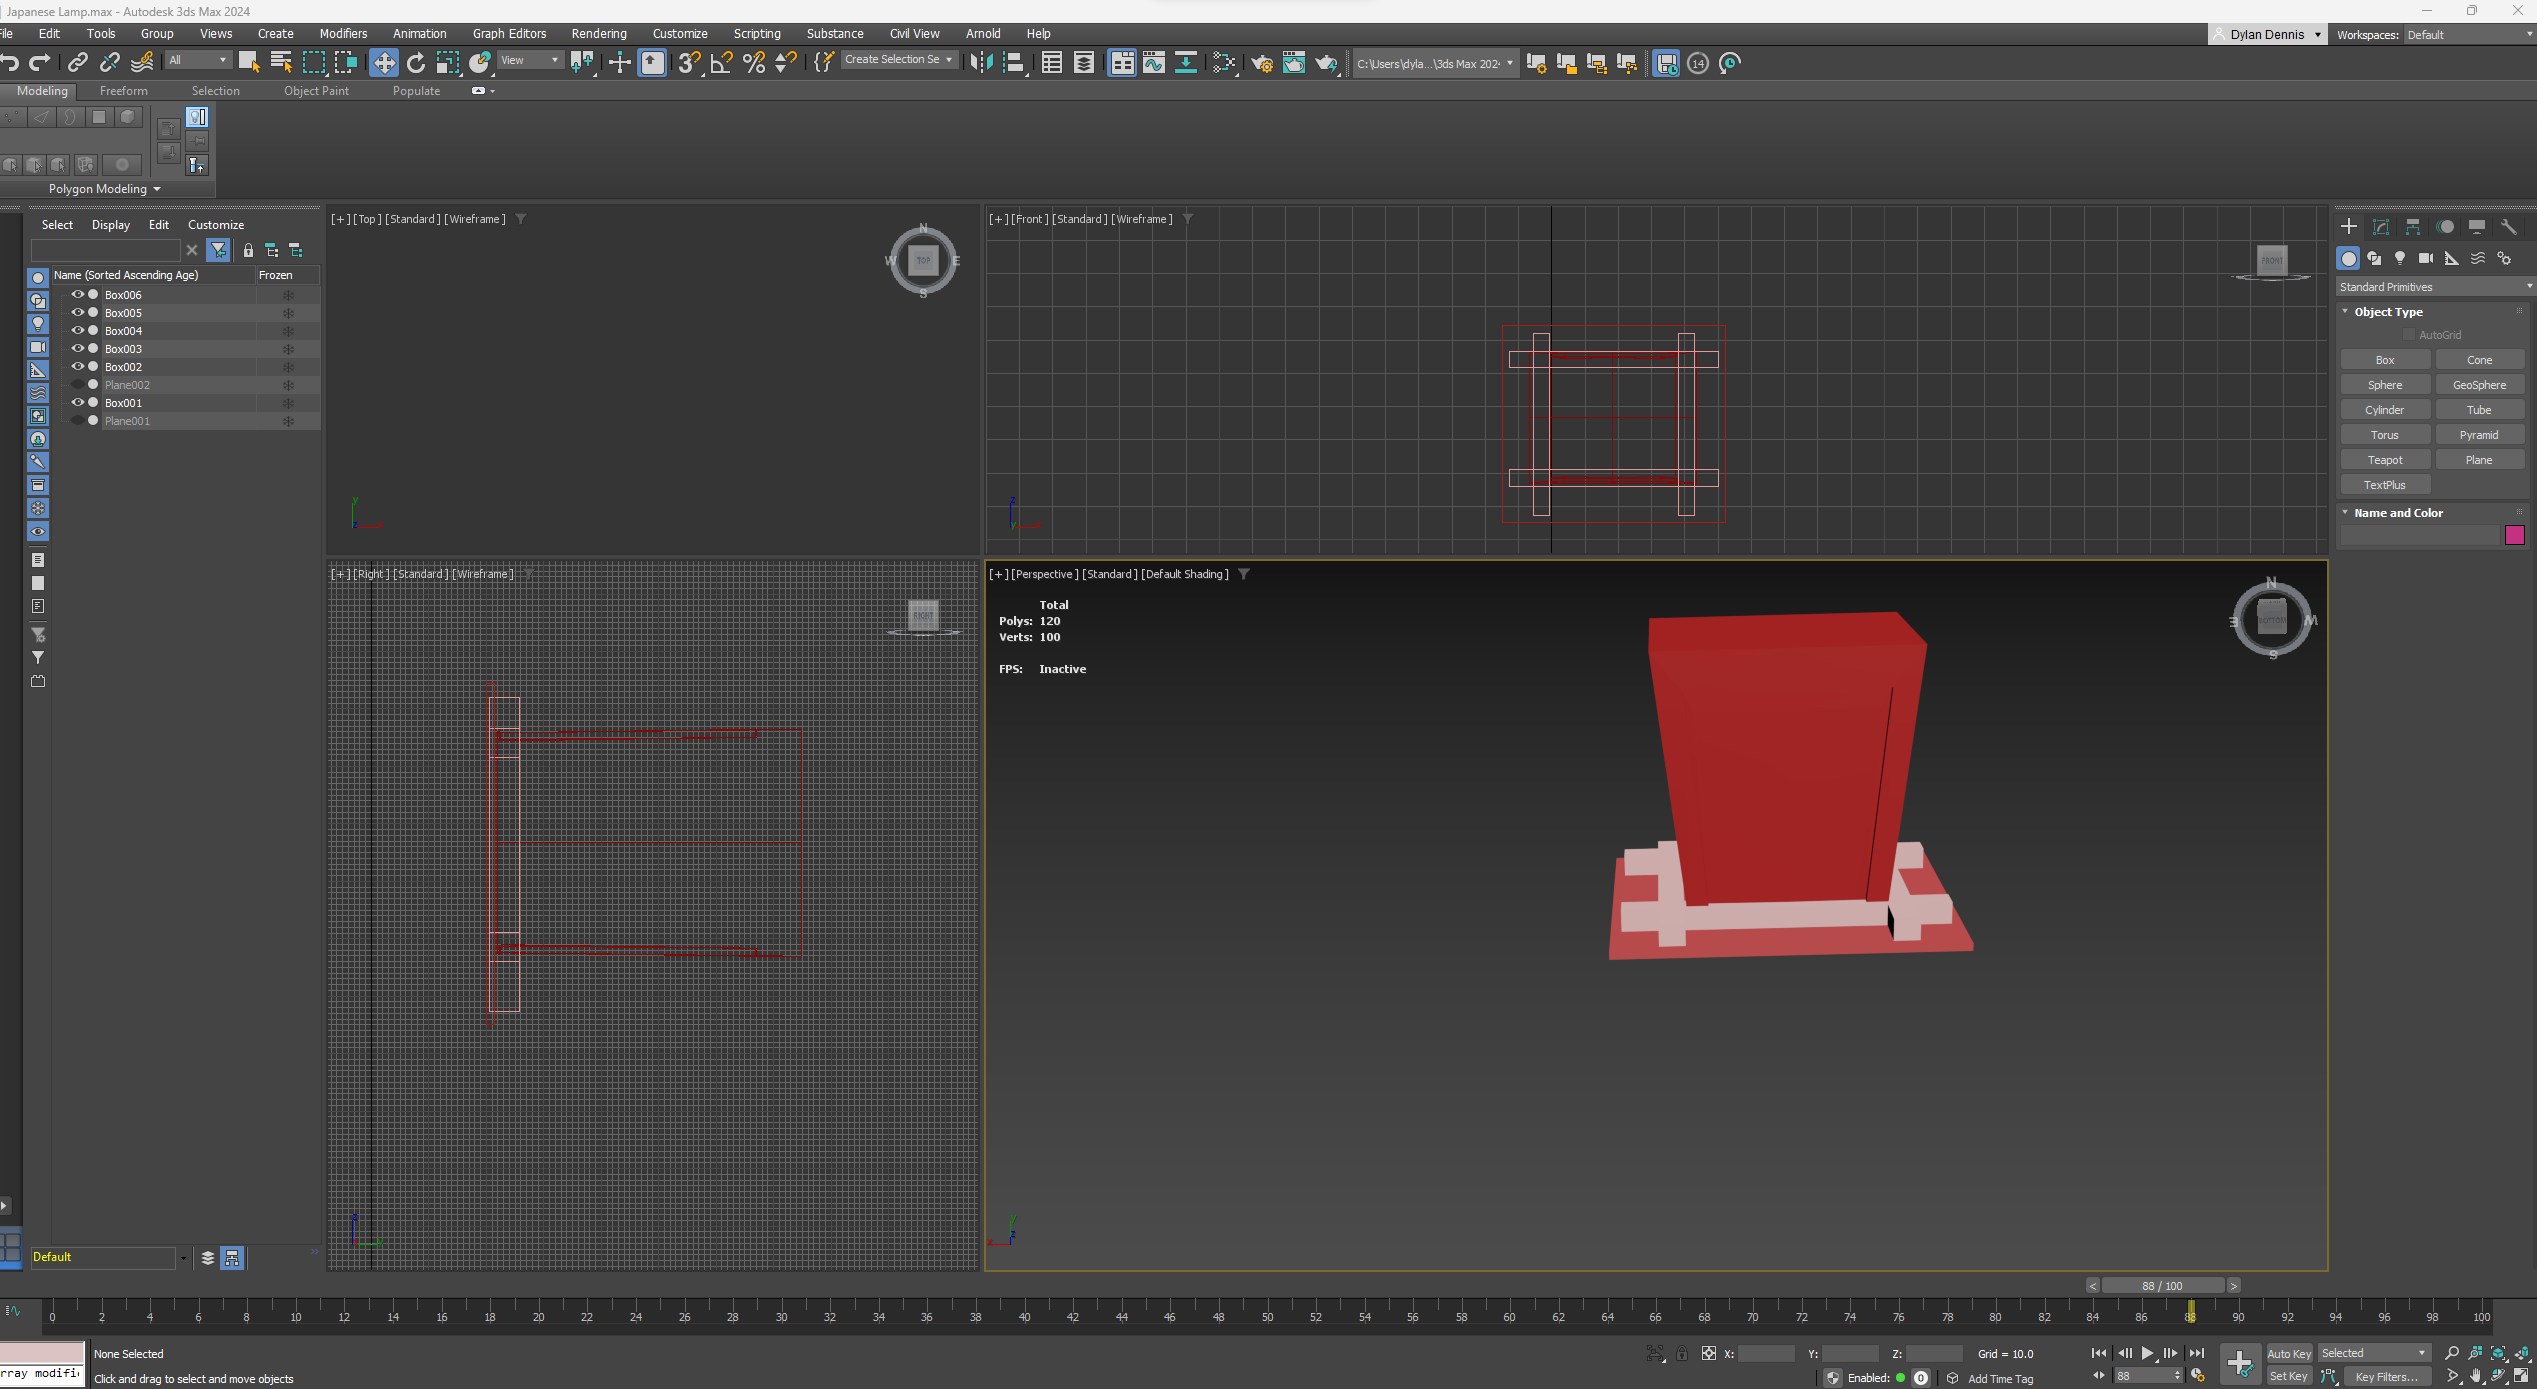 Japanese Lamp.max - Autodesk 3ds Max 2024
File Edit Tools Group Views Create Modifiers Animation Graph Editors Rendering Customize Scripting Substance Civil View Arnold Help
Dylan Dennis Workspaces: Default
All View Create Selection Se C:\Users\dyla...\3ds Max 202 14
Modeling Freeform Selection Object Paint Populate
Polygon Modeling
Select Display Edit Customize
Name (Sorted Ascending Age) Frozen
Box006
Box005
Box004
Box003
Box002
Plane002
Box001
Plane001
Default
[+] [Top] [Standard] [Wireframe]
N
W TOP E
S
y
z x
[+] [Front] [Standard] [Wireframe]
FRONT
z
y x
[+] [Right] [Standard] [Wireframe]
RIGHT
z
x y
[+] [Perspective] [Standard] [Default Shading]
Total
Polys: 120
Verts: 100
FPS: Inactive
N
E BOTTOM W
S
y
x z
Standard Primitives
Object Type
AutoGrid
Box Cone
Sphere GeoSphere
Cylinder Tube
Torus Pyramid
Teapot Plane
TextPlus
Name and Color
< 88 / 100 >
0 2 4 6 8 10 12 14 16 18 20 22 24 26 28 30 32 34 36 38 40 42 44 46 48 50 52 54 56 58 60 62 64 66 68 70 72 74 76 78 80 82 84 86 88 90 92 94 96 98 100
None Selected
X: Y: Z: Grid = 10.0
Auto Key Selected
rray modifi
Click and drag to select and move objects
Enabled: 0 Add Time Tag
88
Set Key Key Filters...